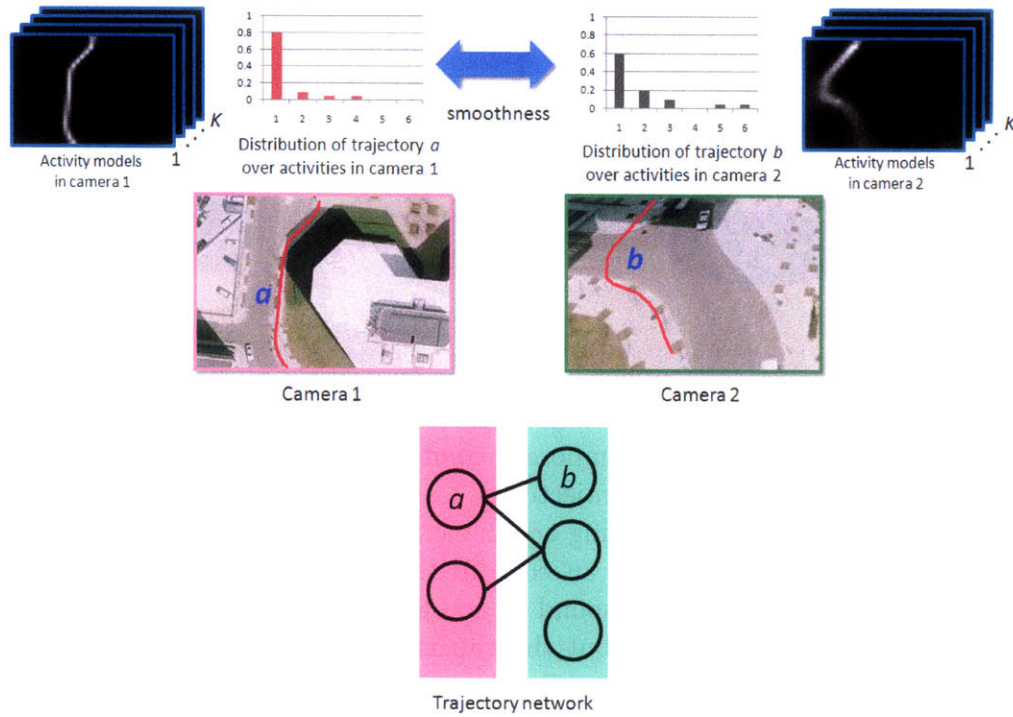 1
0.8
0.6
0.4
0.2
0
1 2 3 4 5 6
Distribution of trajectory a
over activities in camera 1
Activity models
in camera 1
1 K
smoothness
1
0.8
0.6
0.4
0.2
0
1 2 3 4 5 6
Distribution of trajectory b
over activities in camera 2
Activity models
in camera 2
1 K
a
Camera 1
b
Camera 2
a b
Trajectory network